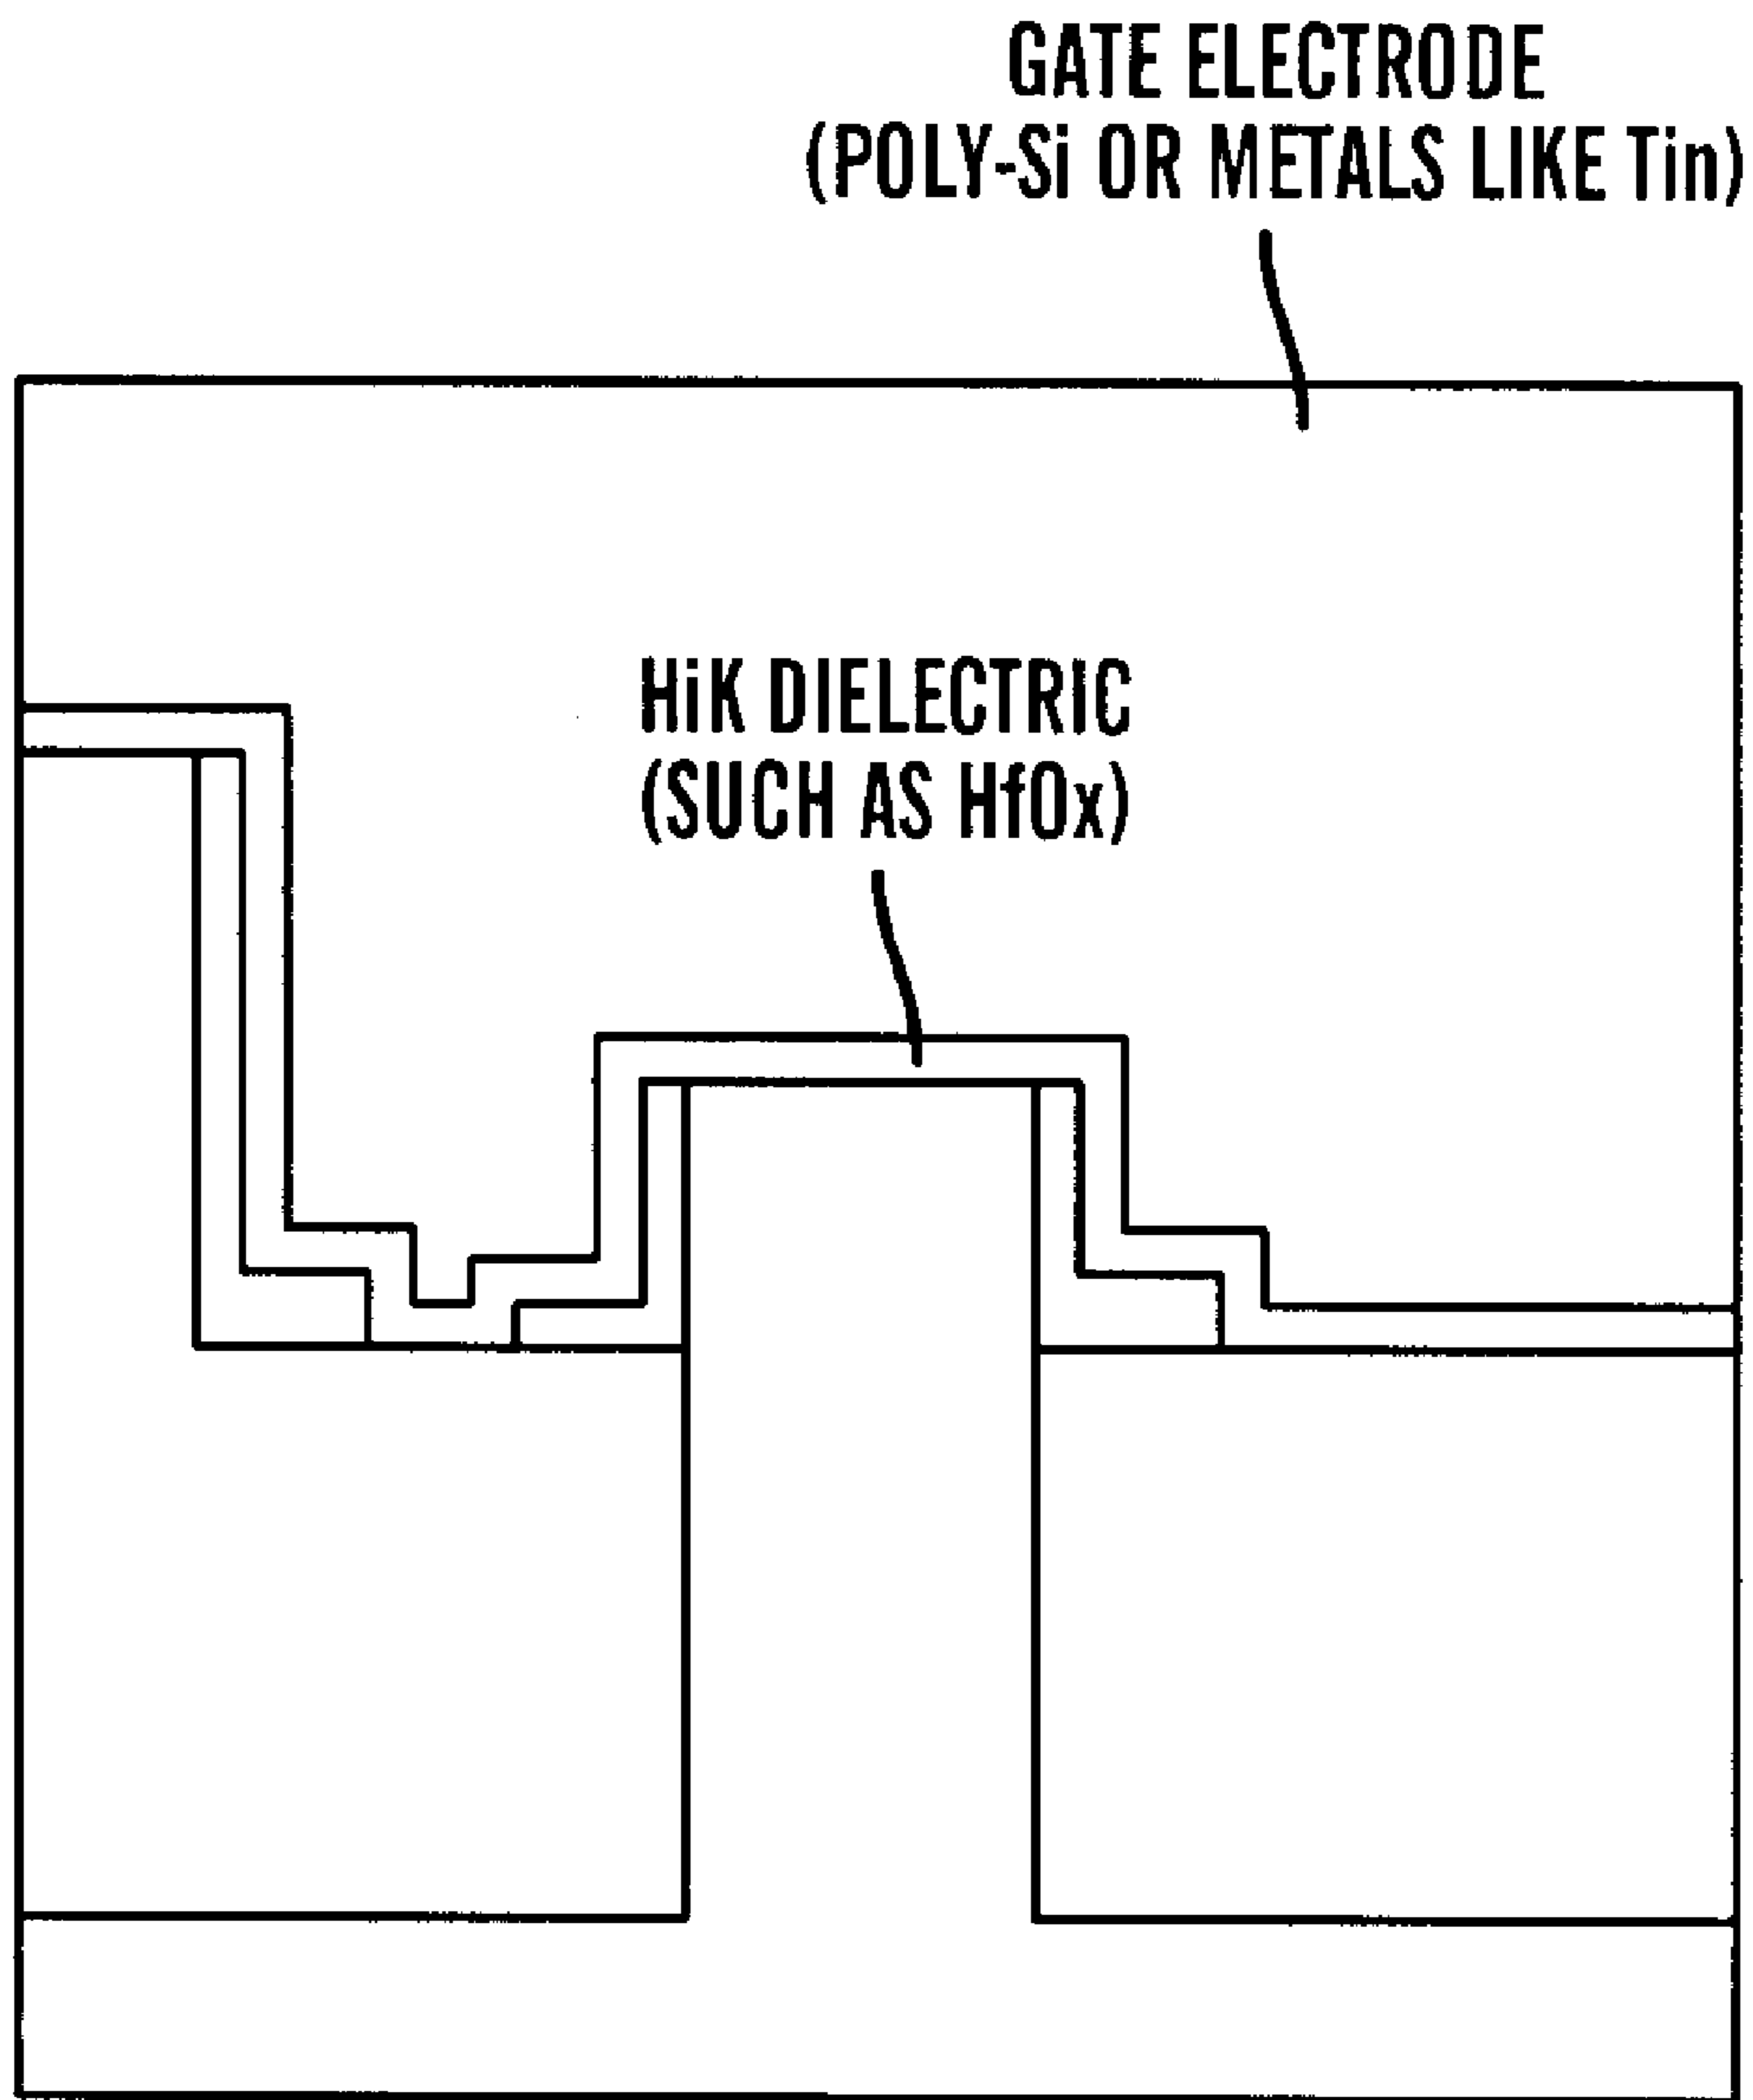 GATE ELECTRODE
(POLY-Si OR METALS LIKE Tin)
HiK DIELECTRIC
(SUCH AS HfOx)